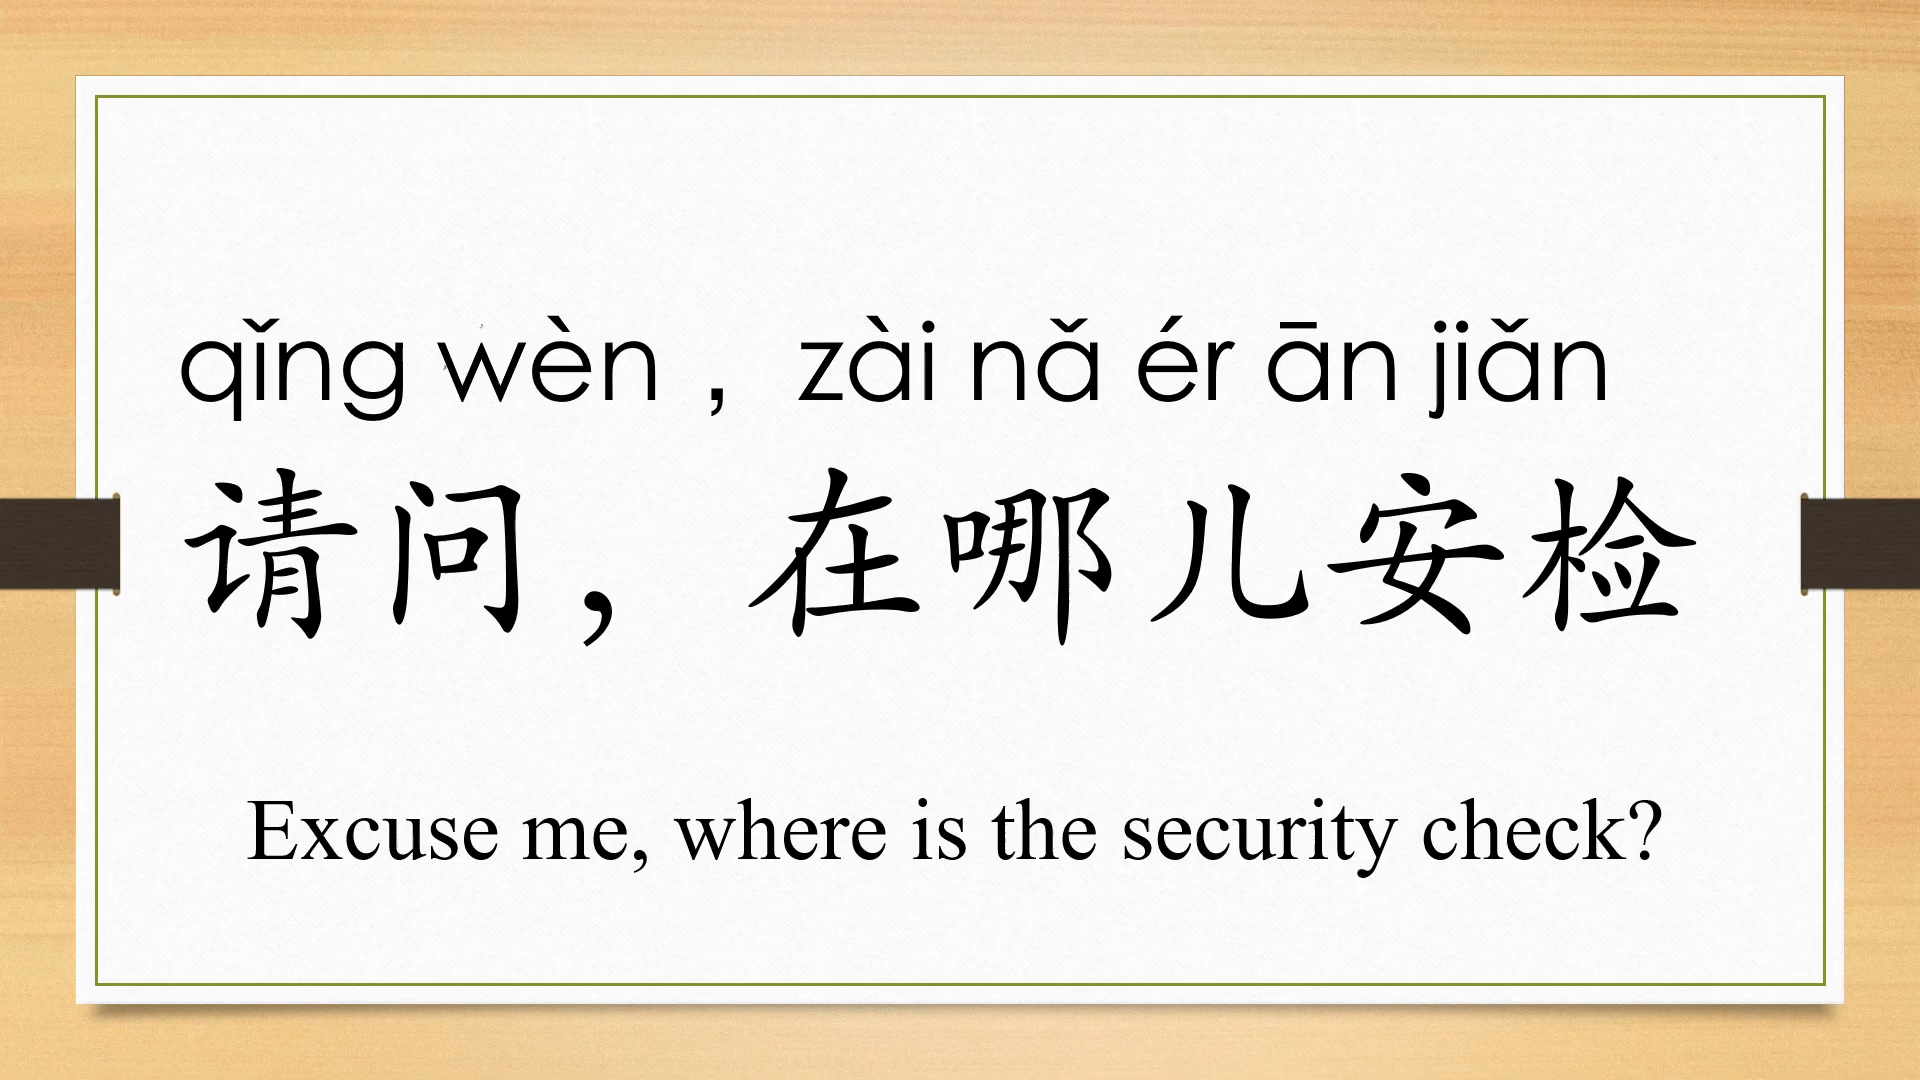 qǐng wèn，zài nǎ ér ān jiǎn
请问，在哪儿安检
Excuse me, where is the security check?